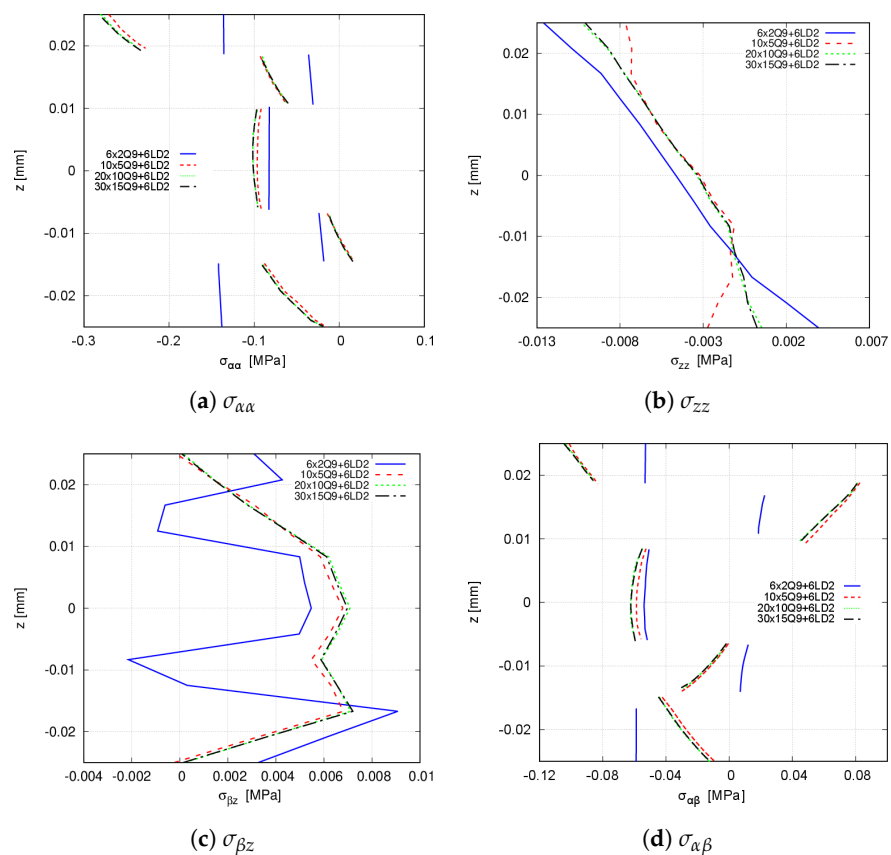 0.02
0.01
0
-0.01
-0.02
z [mm]
6x2Q9+6LD2
10x5Q9+6LD2
20x10Q9+6LD2
30x15Q9+6LD2
-0.3 -0.2 -0.1 0 0.1
σαα [MPa]
(a) σαα
0.02
0.01
0
-0.01
-0.02
z [mm]
6x2Q9+6LD2
10x5Q9+6LD2
20x10Q9+6LD2
30x15Q9+6LD2
-0.013 -0.008 -0.003 0.002 0.007
σzz [MPa]
(b) σzz
0.02
0.01
0
-0.01
-0.02
z [mm]
6x2Q9+6LD2
10x5Q9+6LD2
20x10Q9+6LD2
30x15Q9+6LD2
-0.004 -0.002 0 0.002 0.004 0.006 0.008 0.01
σβz [MPa]
(c) σβz
0.02
0.01
0
-0.01
-0.02
z [mm]
6x2Q9+6LD2
10x5Q9+6LD2
20x10Q9+6LD2
30x15Q9+6LD2
-0.12 -0.08 -0.04 0 0.04 0.08
σαβ [MPa]
(d) σαβ